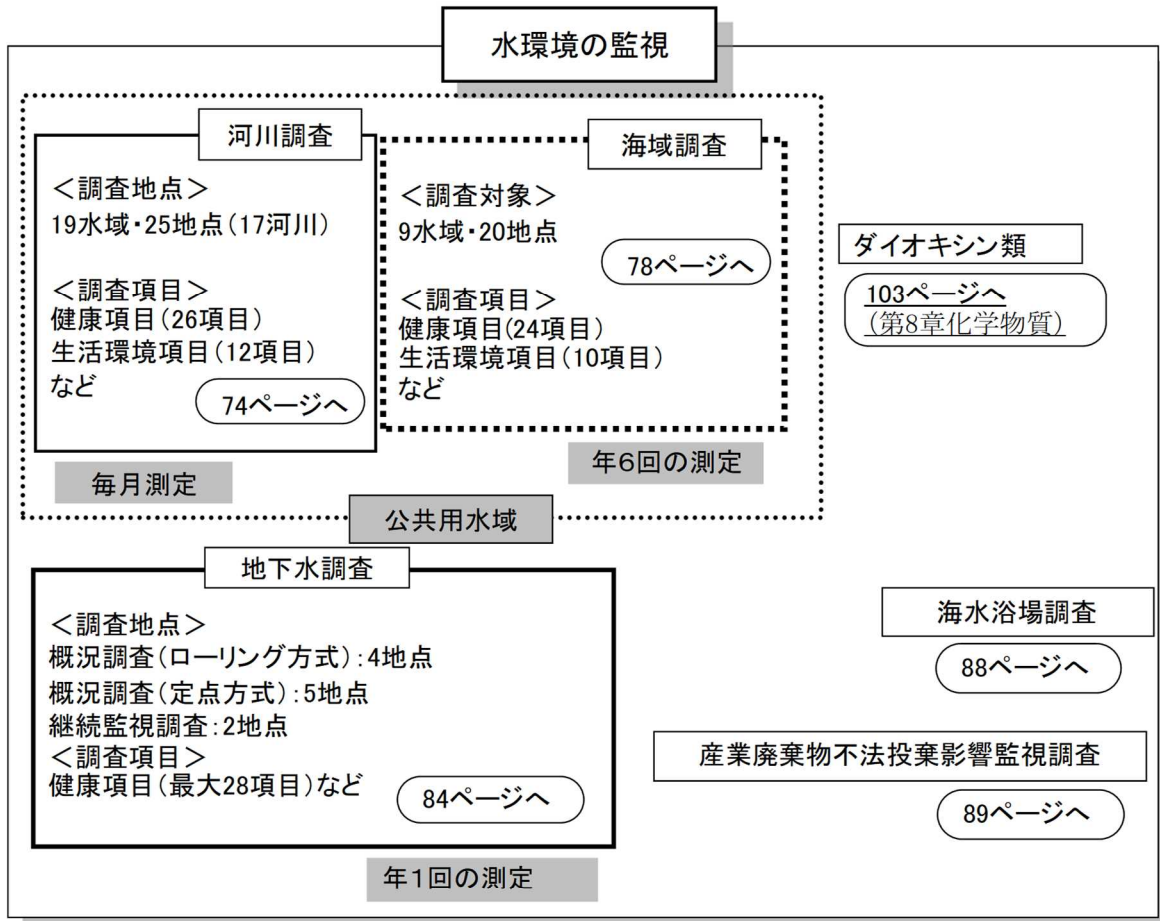 水環境の監視
河川調査
<調査地点>
19水域・25地点(17河川)
<調査項目>
健康項目(26項目)
生活環境項目(12項目)
など
74ページへ
毎月測定
海域調査
<調査対象>
9水域・20地点
78ページへ
<調査項目>
健康項目(24項目)
生活環境項目(10項目)
など
年6回の測定
公共用水域
ダイオキシン類
103ページへ
(第8章化学物質)
地下水調査
<調査地点>
概況調査(ローリング方式):4地点
概況調査(定点方式):5地点
継続監視調査:2地点
<調査項目>
健康項目(最大28項目)など
84ページへ
年1回の測定
海水浴場調査
88ページへ
産業廃棄物不法投棄影響監視調査
89ページへ